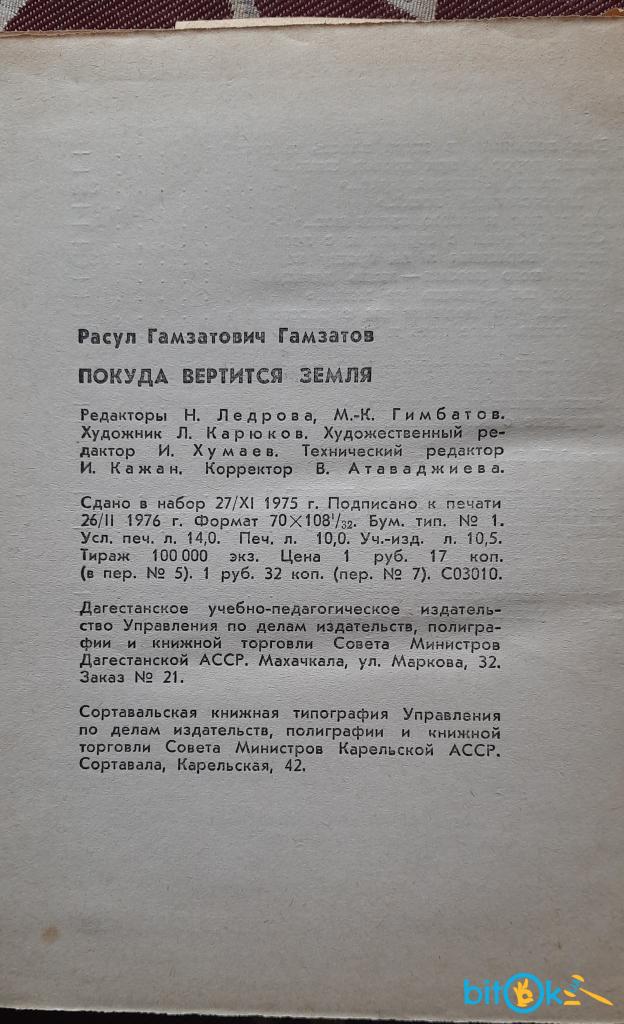 Расул Гамзатович Гамзатов
ПОКУДА ВЕРТИТСЯ ЗЕМЛЯ
Редакторы Н. Ледрова, М.-К. Гимбатов.
Художник Л. Карюков. Художественный ре-
дактор И. Хумаев. Технический редактор
И. Кажан. Корректор В. Атаваджиева.
Сдано в набор 27/XI 1975 г. Подписано к печати
26/II 1976 г. Формат 70×108¹/₃₂. Бум. тип. № 1.
Усл. печ. л. 14,0. Печ. л. 10,0. Уч.-изд. л. 10,5.
Тираж 100 000 экз. Цена 1 руб. 17 коп.
(в пер. № 5). 1 руб. 32 коп. (пер. № 7). С03010.
Дагестанское учебно-педагогическое издатель-
ство Управления по делам издательств, полигра-
фии и книжной торговли Совета Министров
Дагестанской АССР. Махачкала, ул. Маркова, 32.
Заказ № 21.
Сортавальская книжная типография Управления
по делам издательств, полиграфии и книжной
торговли Совета Министров Карельской АССР.
Сортавала, Карельская, 42.
bitok